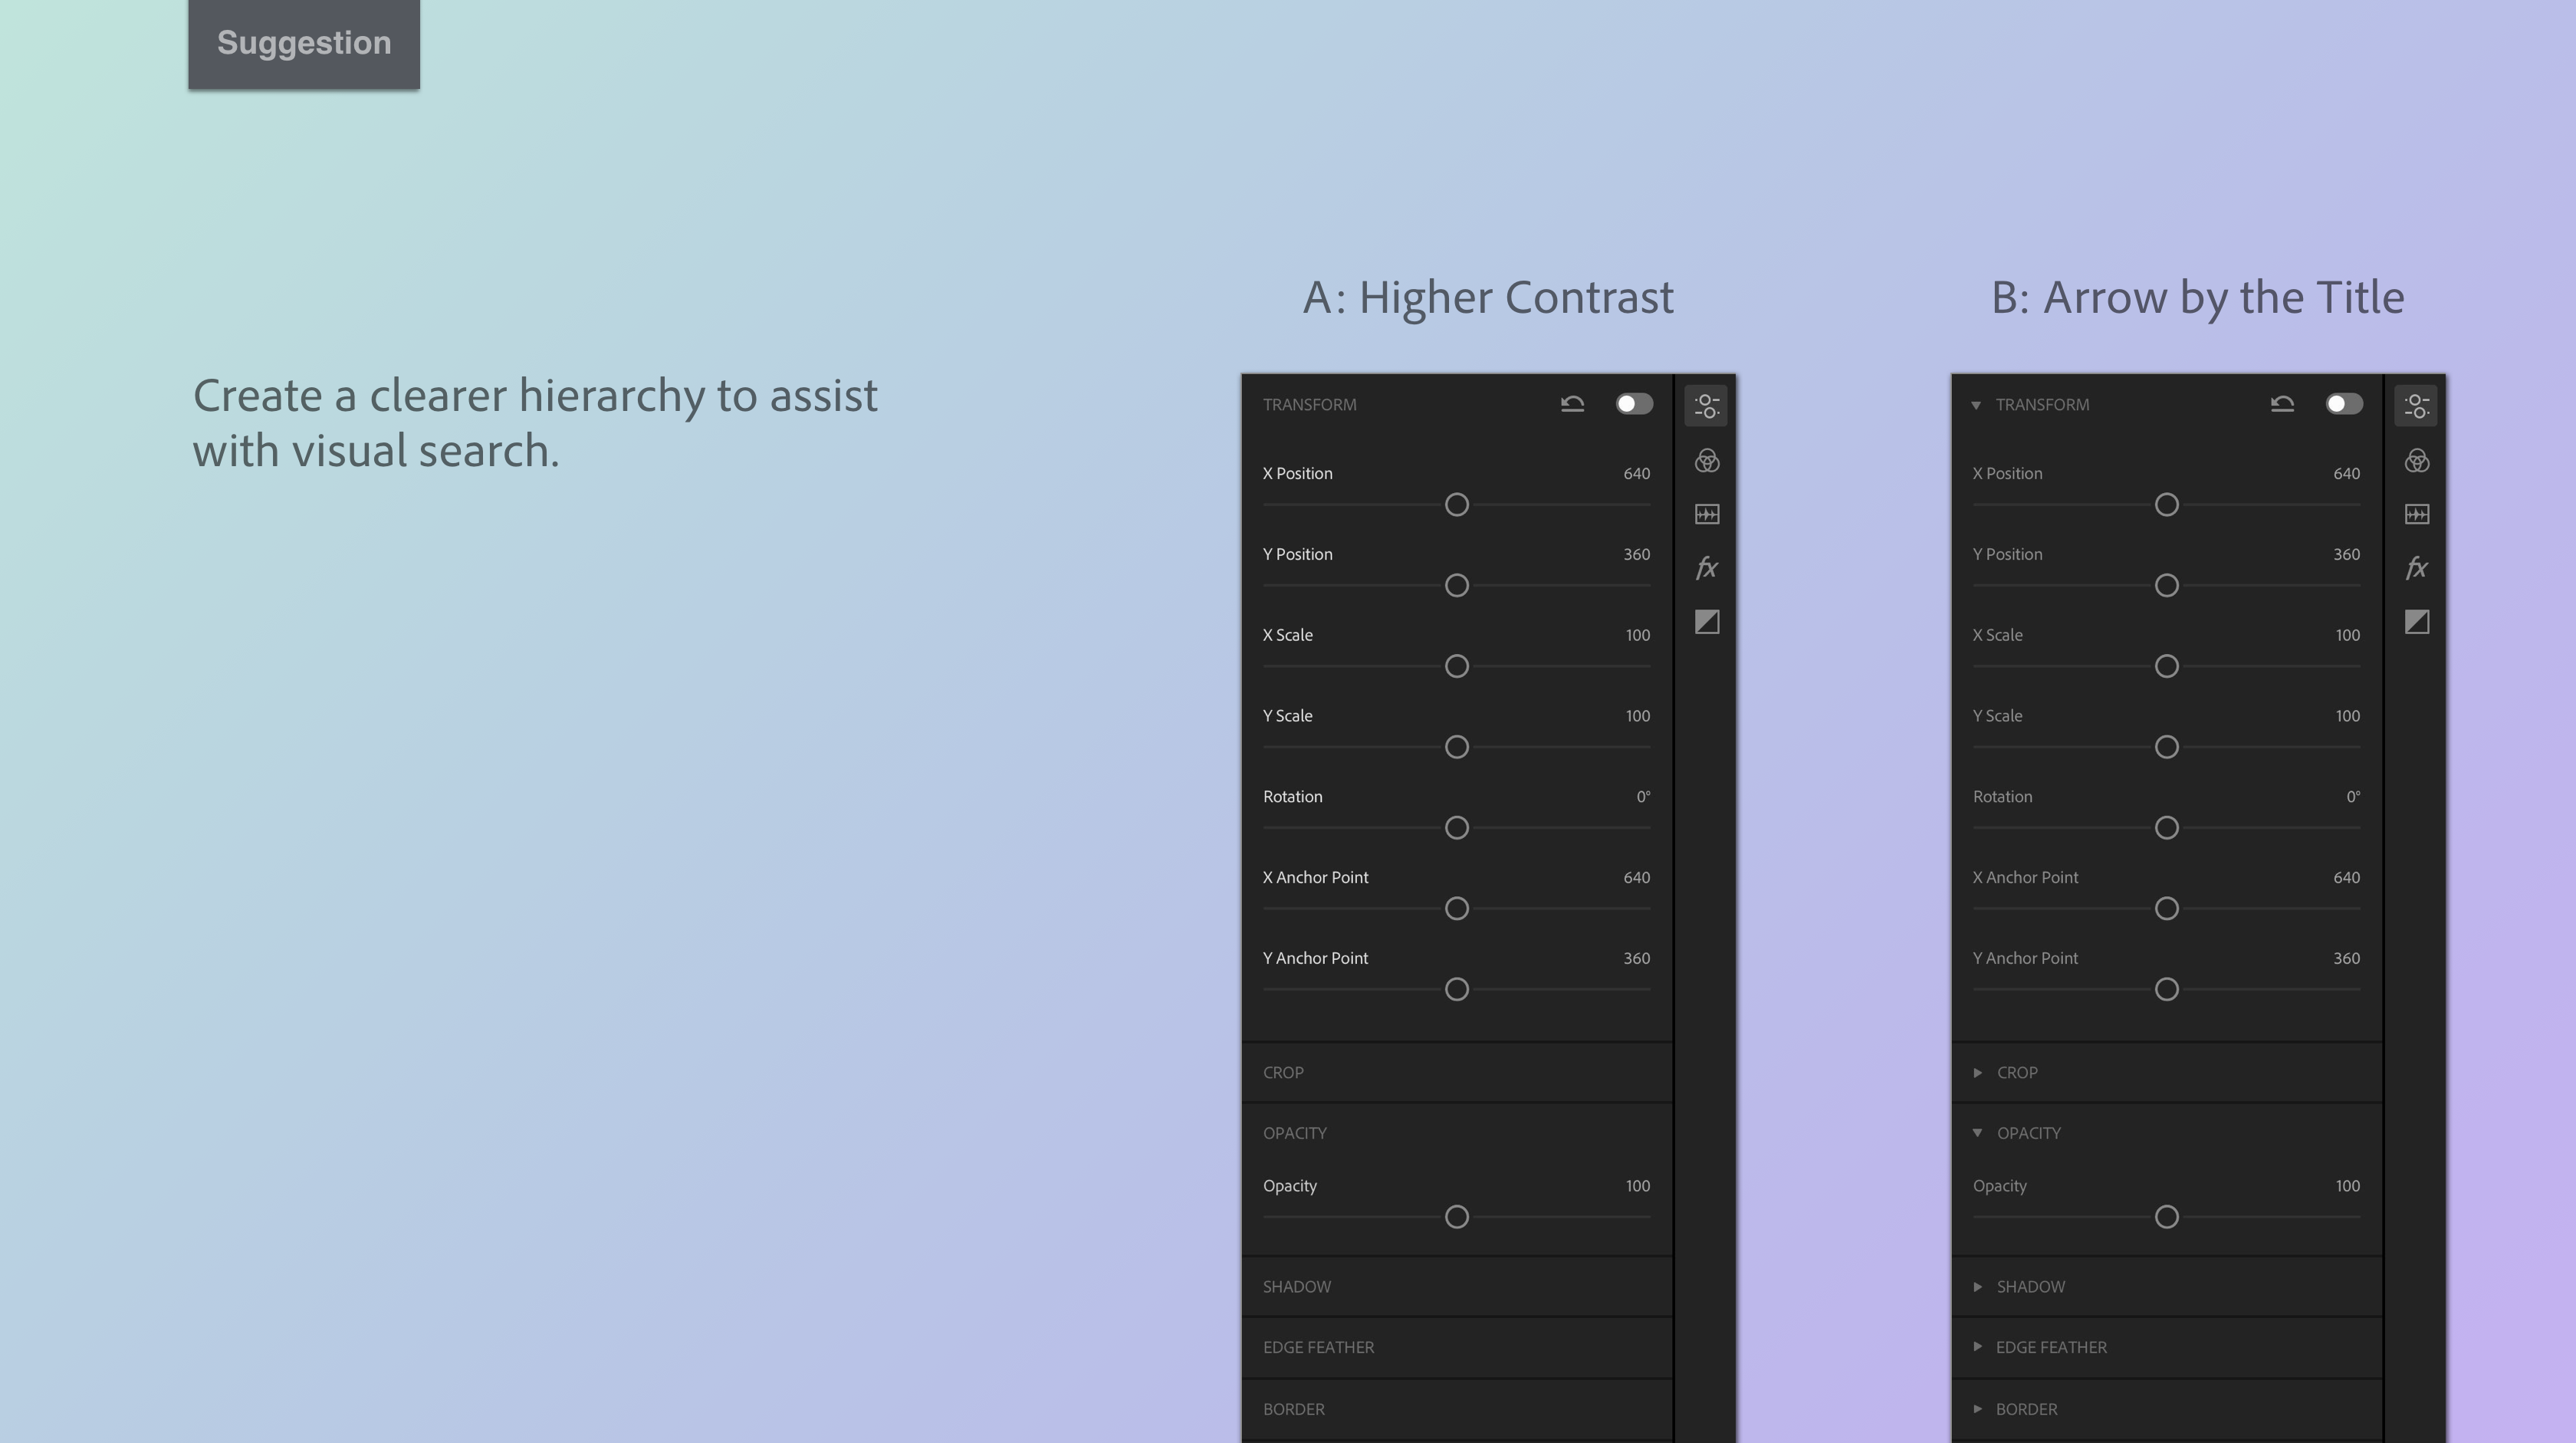 Suggestion
Create a clearer hierarchy to assist
with visual search.
A: Higher Contrast
TRANSFORM
X Position 640
Y Position 360
X Scale 100
Y Scale 100
Rotation 0°
X Anchor Point 640
Y Anchor Point 360
CROP
OPACITY
Opacity 100
SHADOW
EDGE FEATHER
BORDER
fx
B: Arrow by the Title
TRANSFORM
X Position 640
Y Position 360
X Scale 100
Y Scale 100
Rotation 0°
X Anchor Point 640
Y Anchor Point 360
CROP
OPACITY
Opacity 100
SHADOW
EDGE FEATHER
BORDER
fx